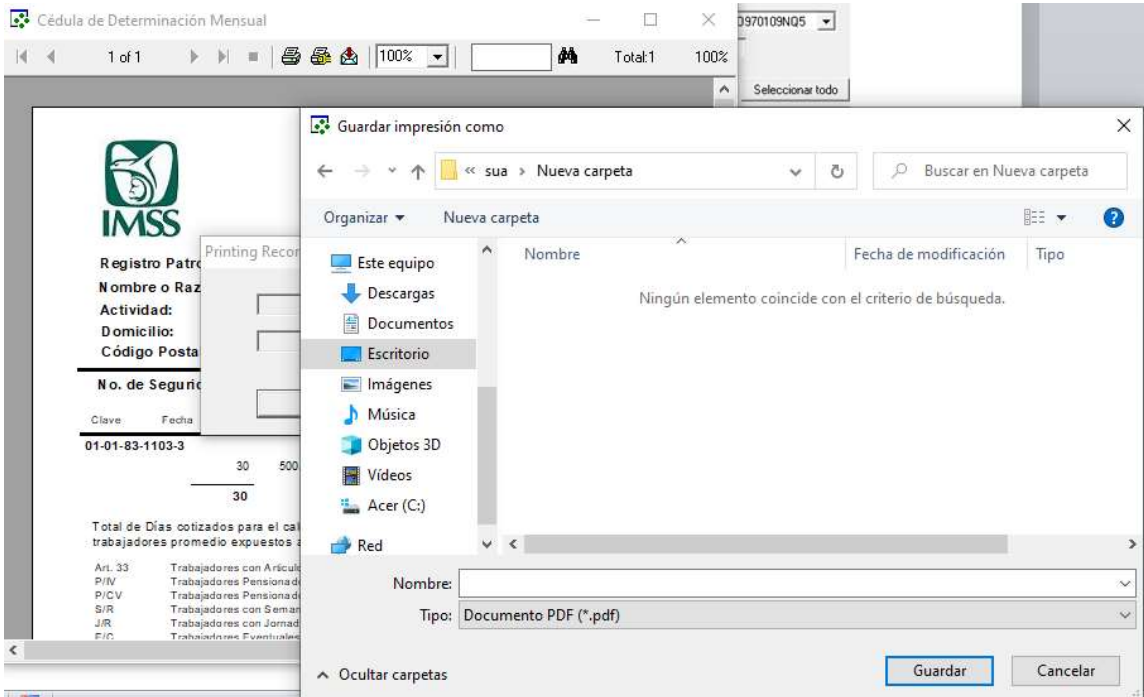 Cédula de Determinación Mensual
1 of 1
100%
Total:1
100%
0970109NQ5
Seleccionar todo
IMSS
Registro Patro
Nombre o Raz
Actividad:
Domicilio:
Código Posta
No. de Segurid
Clave Fecha
01-01-83-1103-3
30 500
30
Total de Días cotizados para el cal
trabajadores promedio expuestos a
Art. 33 Trabajadores con Artículo
P/IV Trabajadores Pensionado
P/CV Trabajadores Pensionado
S/R Trabajadores con Seman
J/R Trabajadores con Jornad
E/C Trabajadores Eventuales
Printing Recor
Guardar impresión como
« sua › Nueva carpeta
Buscar en Nueva carpeta
Organizar
Nueva carpeta
Nombre
Fecha de modificación
Tipo
Ningún elemento coincide con el criterio de búsqueda.
Este equipo
Descargas
Documentos
Escritorio
Imágenes
Música
Objetos 3D
Vídeos
Acer (C:)
Red
Nombre:
Tipo: Documento PDF (*.pdf)
Ocultar carpetas
Guardar
Cancelar